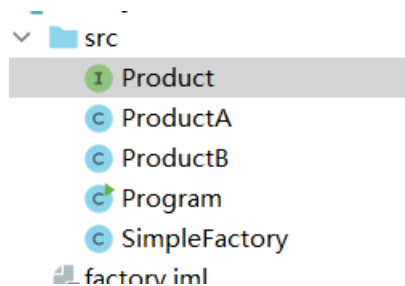 src
I Product
C ProductA
C ProductB
C Program
C SimpleFactory
factory.iml